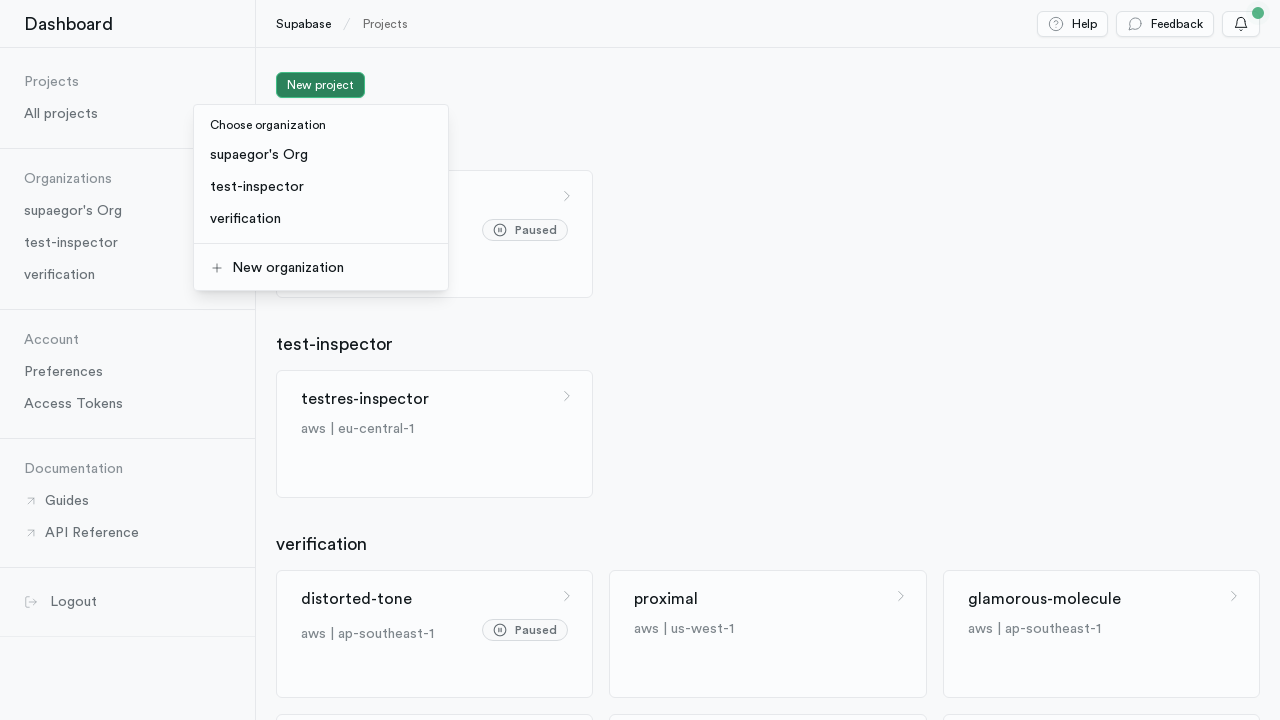 Dashboard
Supabase
Projects
Help
Feedback
Projects
All projects
Organizations
supaegor's Org
test-inspector
verification
Account
Preferences
Access Tokens
Documentation
Guides
API Reference
Logout
New project
Choose organization
supaegor's Org
test-inspector
verification
New organization
Paused
test-inspector
testres-inspector
aws | eu-central-1
verification
distorted-tone
aws | ap-southeast-1
Paused
proximal
aws | us-west-1
glamorous-molecule
aws | ap-southeast-1